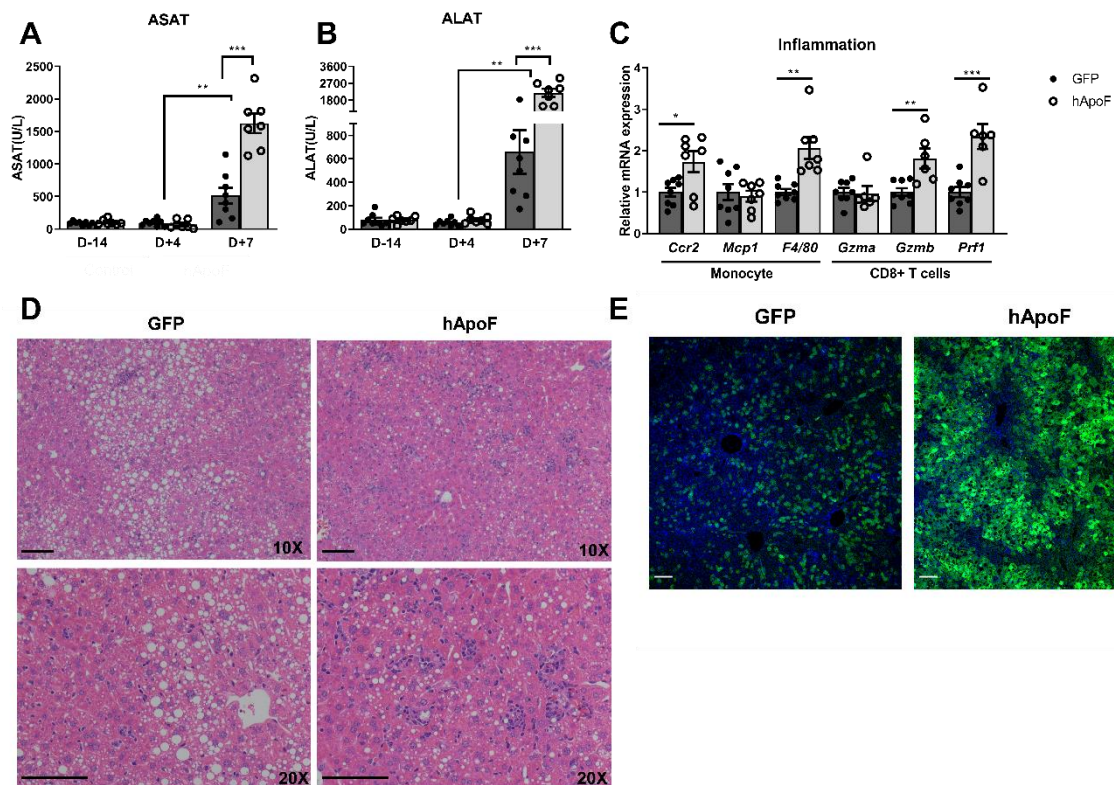 A
ASAT
***
**
2500
2000
1500
1000
500
0
ASAT(U/L)
D-14 D+4 D+7
B
ALAT
***
**
3600
2700
1800
900
800
600
400
200
0
ALAT(U/L)
D-14 D+4 D+7
C
Inflammation
* ** ** ***
4
3
2
1
0
Relative mRNA expression
Ccr2 Mcp1 F4/80 Gzma Gzmb Prf1
Monocyte CD8+ T cells
GFP
hApoF
D
GFP hApoF
10X 10X
20X 20X
E
GFP hApoF